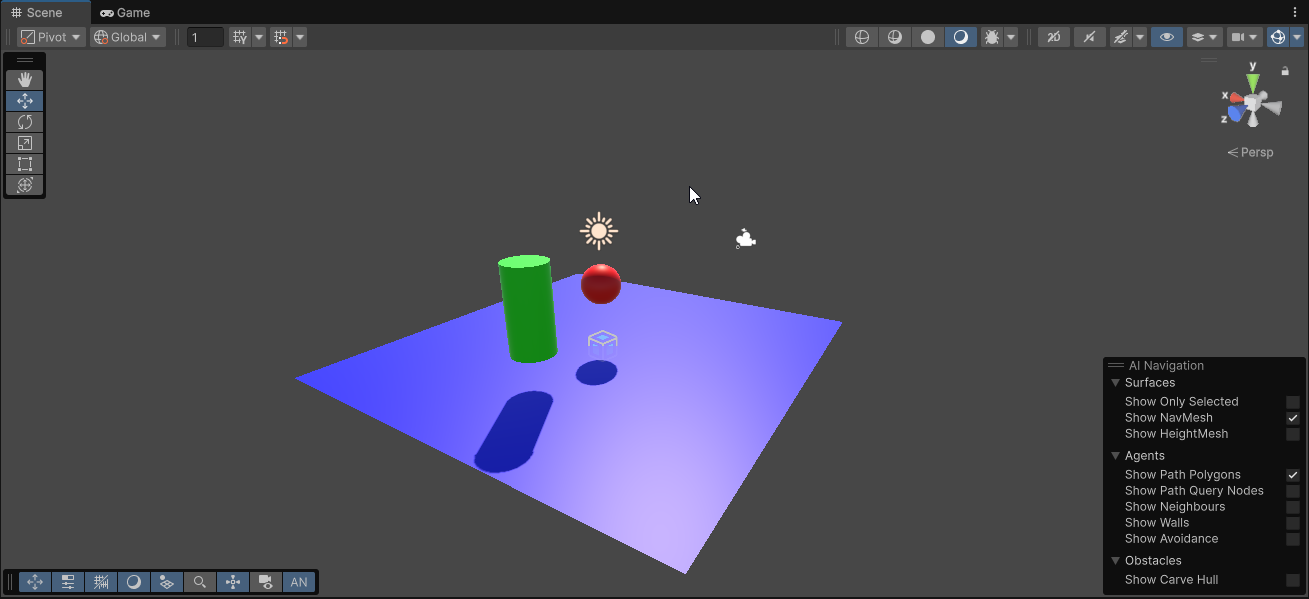 Scene Game
Pivot Global 1 2D
y
x
z
Persp
AI Navigation
Surfaces
Show Only Selected
Show NavMesh
Show HeightMesh
Agents
Show Path Polygons
Show Path Query Nodes
Show Neighbours
Show Walls
Show Avoidance
Obstacles
Show Carve Hull
AN